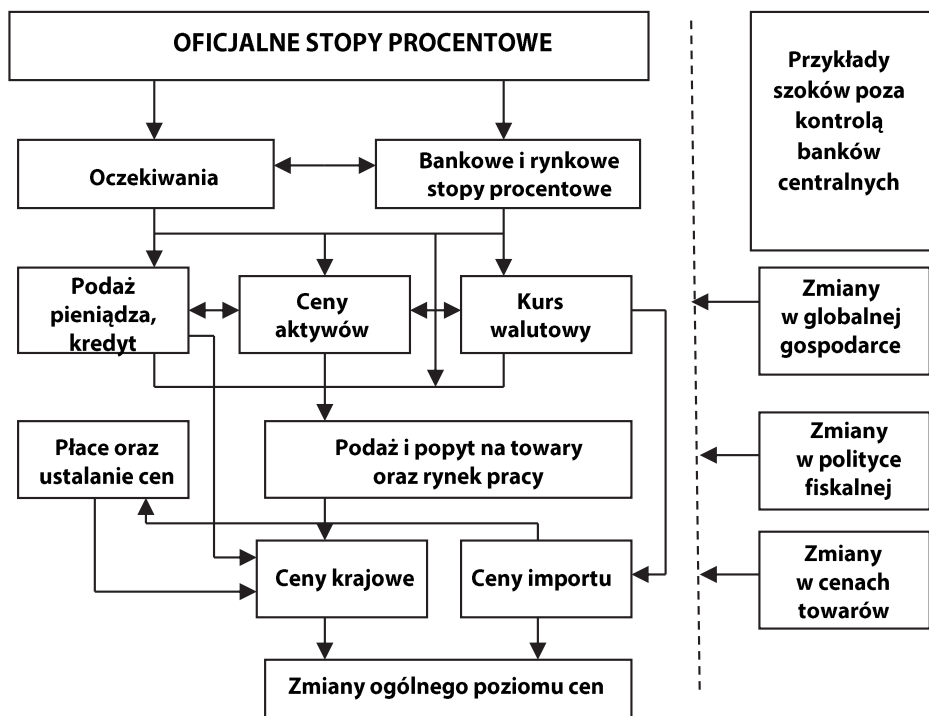 OFICJALNE STOPY PROCENTOWE
Oczekiwania
Bankowe i rynkowe
stopy procentowe
Podaż
pieniądza,
kredyt
Ceny
aktywów
Kurs
walutowy
Płace oraz
ustalanie cen
Podaż i popyt na towary
oraz rynek pracy
Ceny krajowe
Ceny importu
Zmiany ogólnego poziomu cen
Przykłady
szoków poza
kontrolą
banków
centralnych
Zmiany
w globalnej
gospodarce
Zmiany
w polityce
fiskalnej
Zmiany
w cenach
towarów